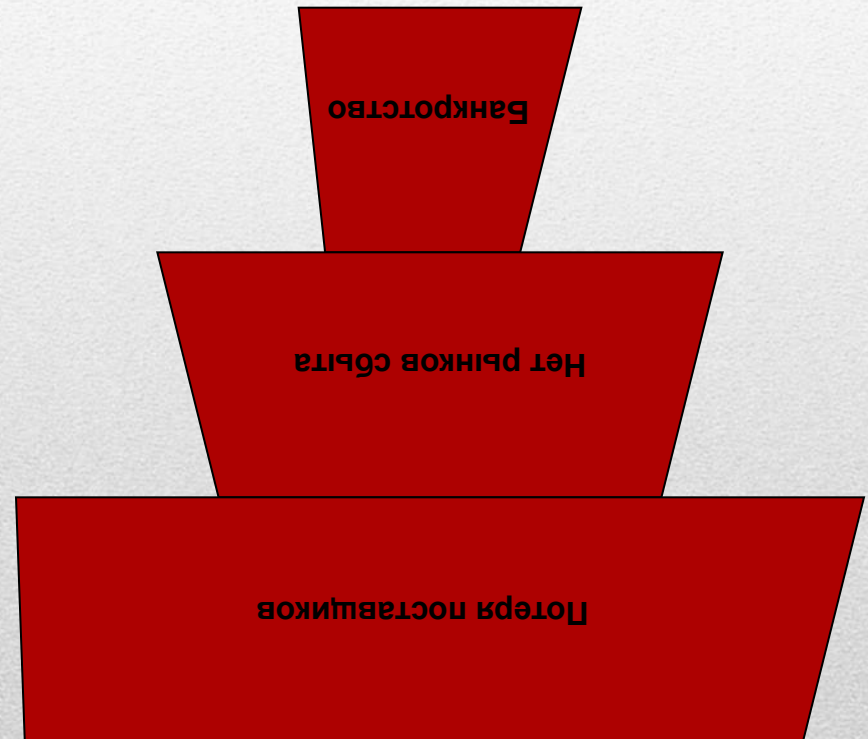 Банкротство
Нет рынков сбыта
Потеря поставщиков